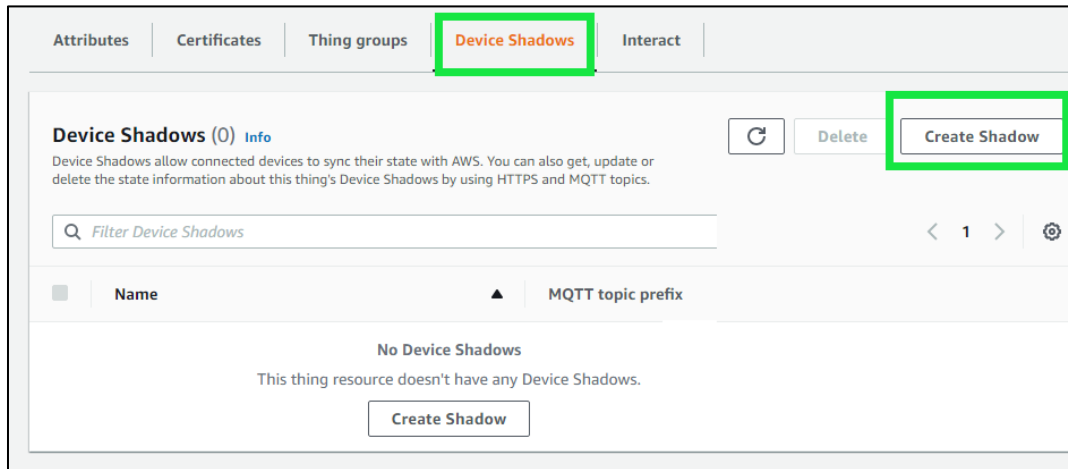 Attributes
Certificates
Thing groups
Device Shadows
Interact
Device Shadows (0) Info
Delete
Create Shadow
Device Shadows allow connected devices to sync their state with AWS. You can also get, update or
delete the state information about this thing's Device Shadows by using HTTPS and MQTT topics.
Filter Device Shadows
1
Name
MQTT topic prefix
No Device Shadows
This thing resource doesn't have any Device Shadows.
Create Shadow